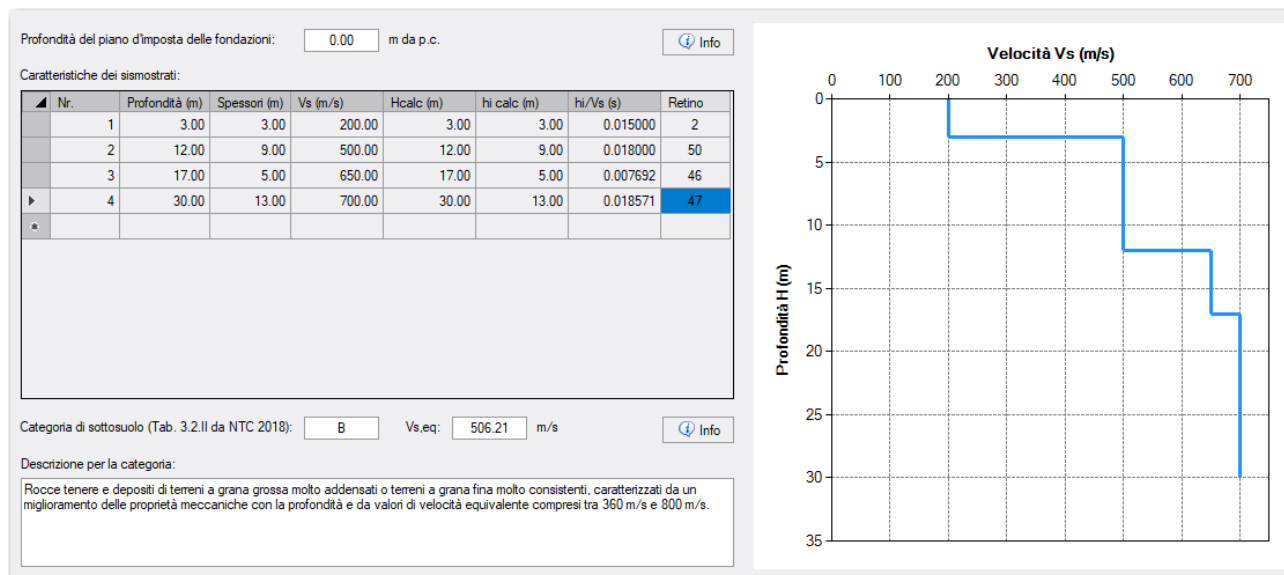 Profondità del piano d'imposta delle fondazioni: 0.00 m da p.c. Info
Caratteristiche dei sismostrati:
Nr. Profondità (m) Spessori (m) Vs (m/s) Hcalc (m) hi calc (m) hi/Vs (s) Retino
1 3.00 3.00 200.00 3.00 3.00 0.015000 2
2 12.00 9.00 500.00 12.00 9.00 0.018000 50
3 17.00 5.00 650.00 17.00 5.00 0.007692 46
4 30.00 13.00 700.00 30.00 13.00 0.018571 47
Categoria di sottosuolo (Tab. 3.2.II da NTC 2018): B Vs,eq: 506.21 m/s Info
Descrizione per la categoria:
Rocce tenere e depositi di terreni a grana grossa molto addensati o terreni a grana fina molto consistenti, caratterizzati da un
miglioramento delle proprietà meccaniche con la profondità e da valori di velocità equivalente compresi tra 360 m/s e 800 m/s.
Velocità Vs (m/s)
0 100 200 300 400 500 600 700
0
5
10
15
20
25
30
35
Profondità H (m)